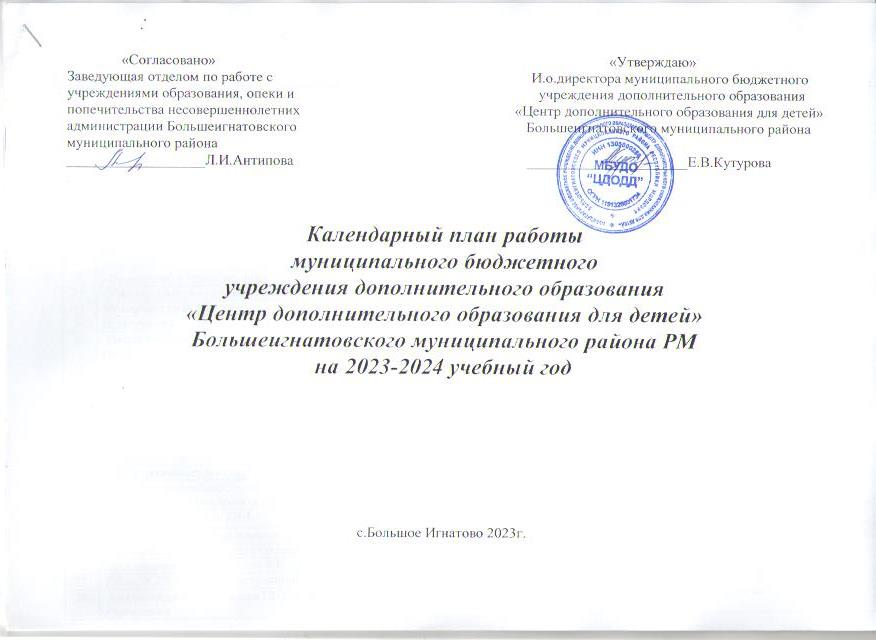 «Согласовано»
Заведующая отделом по работе с
учреждениями образования, опеки и
попечительства несовершеннолетних
администрации Большеигнатовского
муниципального района
Л.И.Антипова
«Утверждаю»
И.о.директора муниципального бюджетного
учреждения дополнительного образования
«Центр дополнительного образования для детей»
Большеигнатовского муниципального района
Е.В.Кутурова
МБУДО
“ЦДОДД”
Календарный план работы
муниципального бюджетного
учреждения дополнительного образования
«Центр дополнительного образования для детей»
Большеигнатовского муниципального района РМ
на 2023-2024 учебный год
с.Большое Игнатово 2023г.